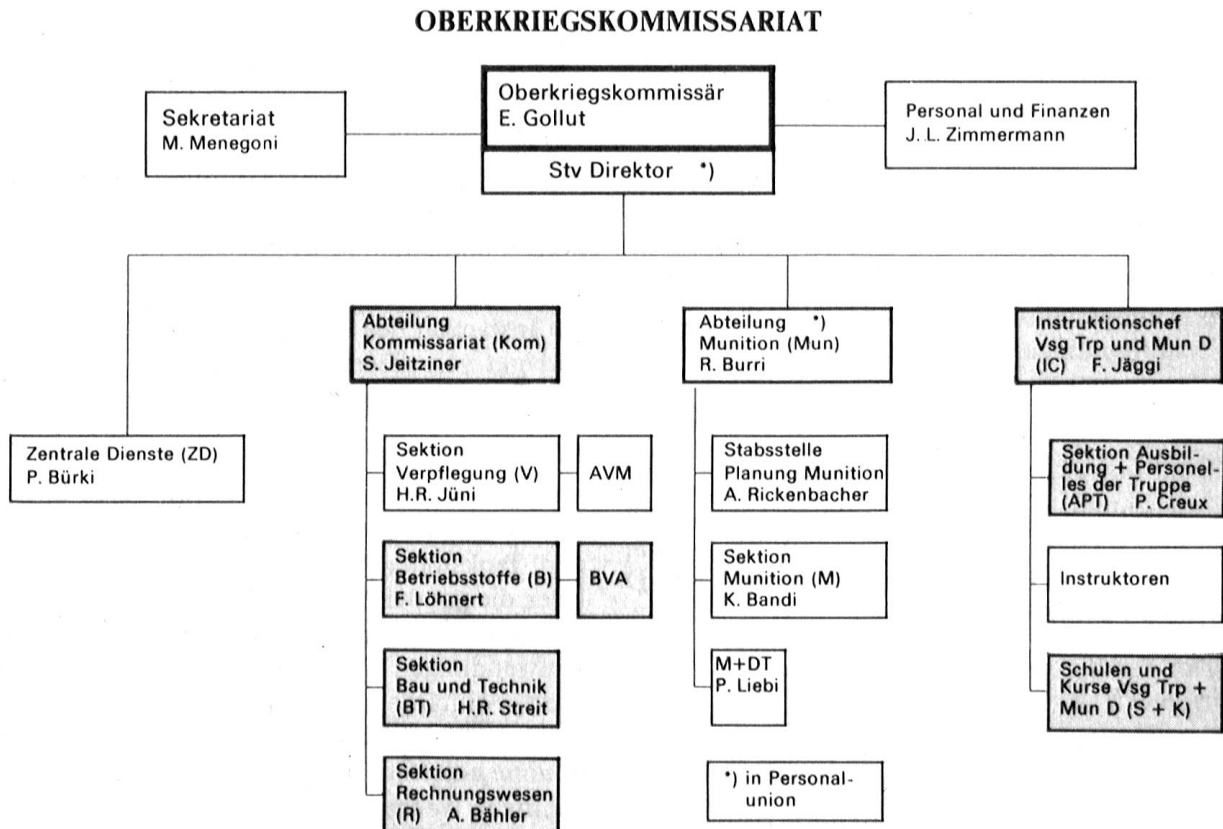 OBERKRIEGSKOMMISSARIAT
Sekretariat
M. Menegoni
Oberkriegskommissär
E. Gollut
Stv Direktor *)
Personal und Finanzen
J. L. Zimmermann
Zentrale Dienste (ZD)
P. Bürki
Abteilung
Kommissariat (Kom)
S. Jeitziner
Sektion
Verpflegung (V)
H.R. Jüni
AVM
Sektion
Betriebsstoffe (B)
F. Löhnert
BVA
Sektion
Bau und Technik
(BT) H.R. Streit
Sektion
Rechnungswesen
(R) A. Bähler
Abteilung *)
Munition (Mun)
R. Burri
Stabsstelle
Planung Munition
A. Rickenbacher
Sektion
Munition (M)
K. Bandi
M+DT
P. Liebi
*) in Personal-
union
Instruktionschef
Vsg Trp und Mun D
(IC) F. Jäggi
Sektion Ausbil-
dung + Personel-
les der Truppe
(APT) P. Creux
Instruktoren
Schulen und
Kurse Vsg Trp +
Mun D (S + K)